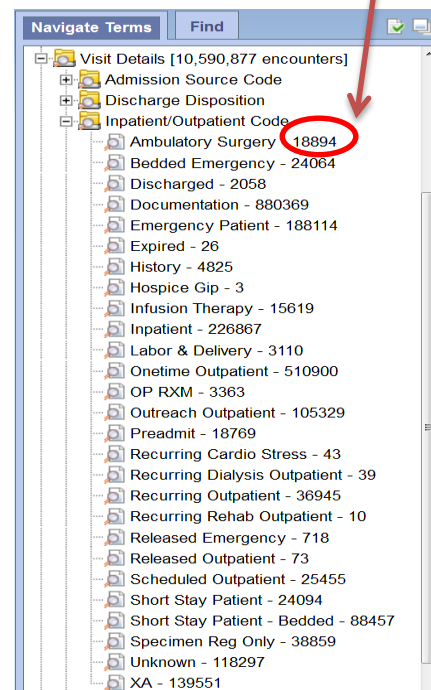 Navigate Terms Find
Visit Details [10,590,877 encounters]
Admission Source Code
Discharge Disposition
Inpatient/Outpatient Code
Ambulatory Surgery - 18894
Bedded Emergency - 24064
Discharged - 2058
Documentation - 880369
Emergency Patient - 188114
Expired - 26
History - 4825
Hospice Gip - 3
Infusion Therapy - 15619
Inpatient - 226867
Labor & Delivery - 3110
Onetime Outpatient - 510900
OP RXM - 3363
Outreach Outpatient - 105329
Preadmit - 18769
Recurring Cardio Stress - 43
Recurring Dialysis Outpatient - 39
Recurring Outpatient - 36945
Recurring Rehab Outpatient - 10
Released Emergency - 718
Released Outpatient - 73
Scheduled Outpatient - 25455
Short Stay Patient - 24094
Short Stay Patient - Bedded - 88457
Specimen Reg Only - 38859
Unknown - 118297
XA - 139551